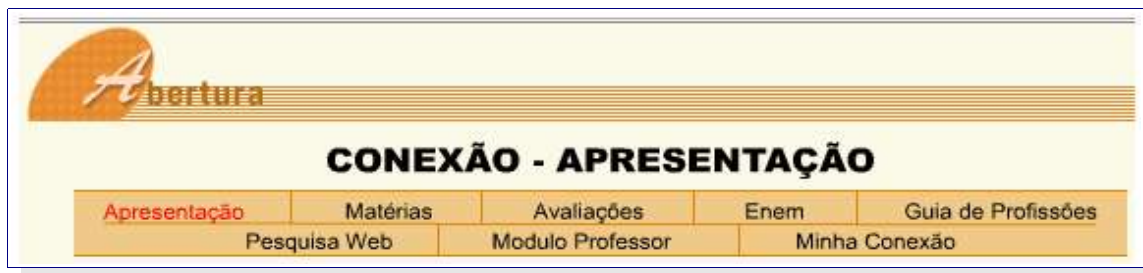 Abertura
CONEXÃO - APRESENTAÇÃO
Apresentação Matérias Avaliações Enem Guia de Profissões
Pesquisa Web Modulo Professor Minha Conexão